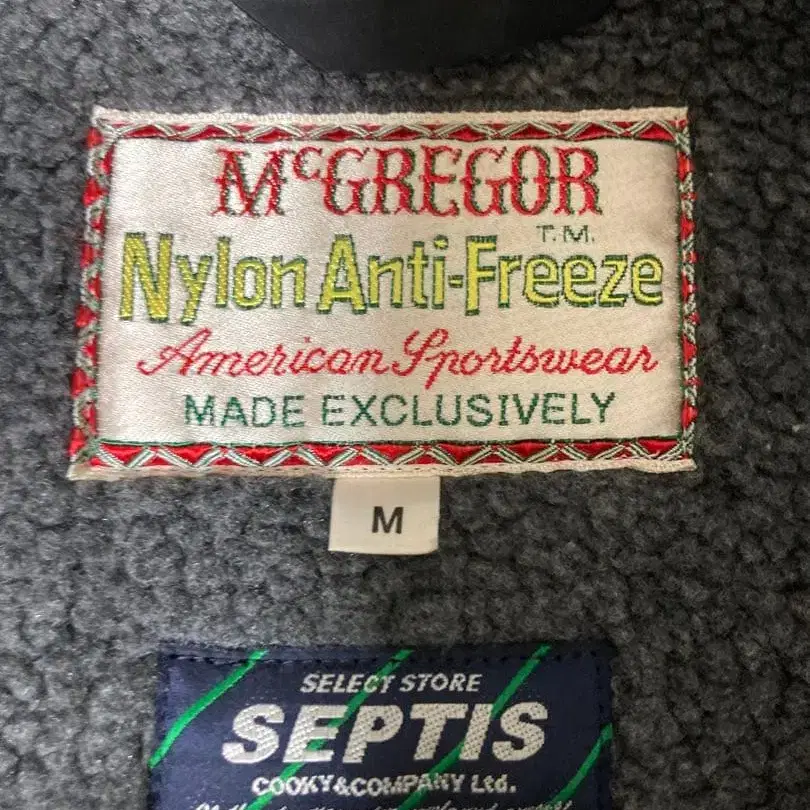 McGREGOR
T.M.
Nylon Anti-Freeze
American Sportswear
MADE EXCLUSIVELY
M
SELECT STORE
SEPTIS
COOKY&COMPANY Ltd.